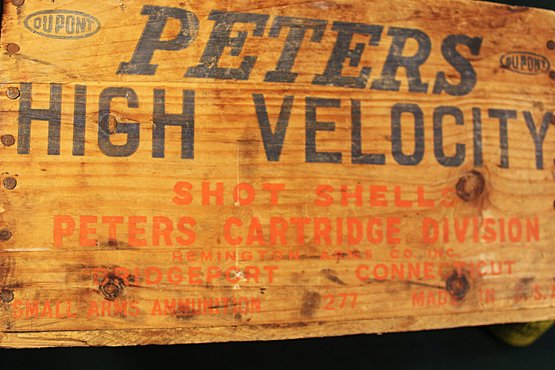 DUPONT PETERS DUPONT
HIGH VELOCITY
SHOT SHELLS
PETERS CARTRIDGE DIVISION
REMINGTON ARMS CO. INC.
BRIDGEPORT CONNECTICUT
SMALL ARMS AMMUNITION 277 MADE IN U.S.